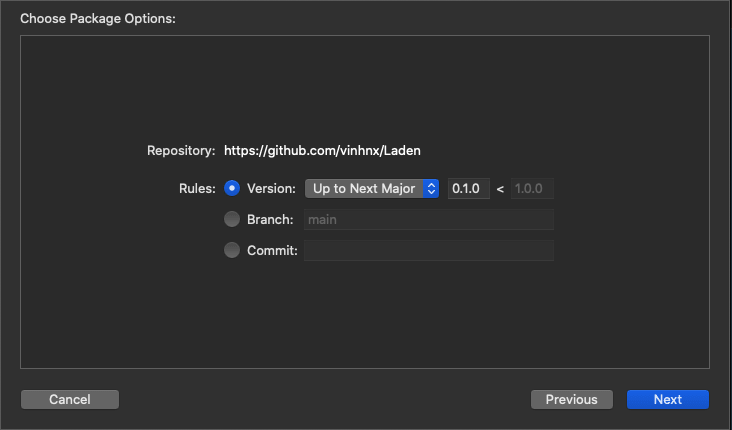 Choose Package Options:
Repository: https://github.com/vinhnx/Laden
Rules: Version: Up to Next Major 0.1.0 < 1.0.0
Branch: main
Commit:
Cancel Previous Next